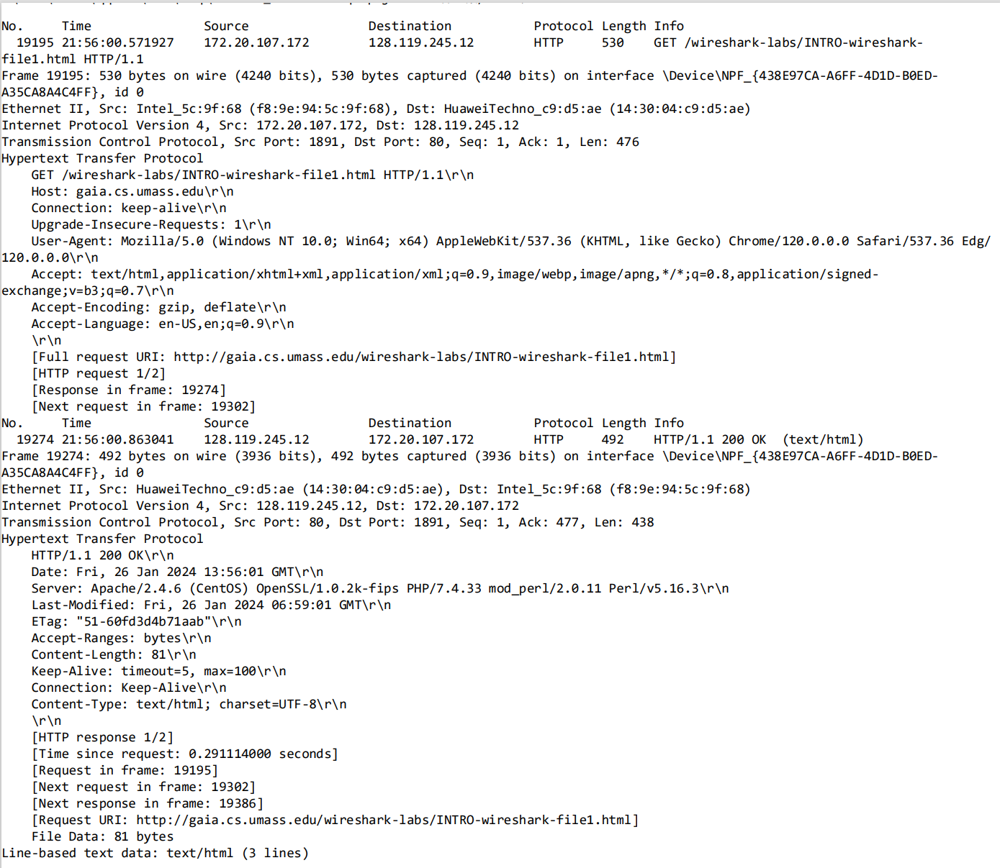 No.     Time               Source                Destination           Protocol Length Info
  19195 21:56:00.571927    172.20.107.172        128.119.245.12        HTTP     530    GET /wireshark-labs/INTRO-wireshark-
file1.html HTTP/1.1
Frame 19195: 530 bytes on wire (4240 bits), 530 bytes captured (4240 bits) on interface \Device\NPF_{438E97CA-A6FF-4D1D-B0ED-
A35CA8A4C4FF}, id 0
Ethernet II, Src: Intel_5c:9f:68 (f8:9e:94:5c:9f:68), Dst: HuaweiTechno_c9:d5:ae (14:30:04:c9:d5:ae)
Internet Protocol Version 4, Src: 172.20.107.172, Dst: 128.119.245.12
Transmission Control Protocol, Src Port: 1891, Dst Port: 80, Seq: 1, Ack: 1, Len: 476
Hypertext Transfer Protocol
    GET /wireshark-labs/INTRO-wireshark-file1.html HTTP/1.1\r\n
    Host: gaia.cs.umass.edu\r\n
    Connection: keep-alive\r\n
    Upgrade-Insecure-Requests: 1\r\n
    User-Agent: Mozilla/5.0 (Windows NT 10.0; Win64; x64) AppleWebKit/537.36 (KHTML, like Gecko) Chrome/120.0.0.0 Safari/537.36 Edg/
120.0.0.0\r\n
    Accept: text/html,application/xhtml+xml,application/xml;q=0.9,image/webp,image/apng,*/*;q=0.8,application/signed-
exchange;v=b3;q=0.7\r\n
    Accept-Encoding: gzip, deflate\r\n
    Accept-Language: en-US,en;q=0.9\r\n
    \r\n
    [Full request URI: http://gaia.cs.umass.edu/wireshark-labs/INTRO-wireshark-file1.html]
    [HTTP request 1/2]
    [Response in frame: 19274]
    [Next request in frame: 19302]
No.     Time               Source                Destination           Protocol Length Info
  19274 21:56:00.863041    128.119.245.12        172.20.107.172        HTTP     492    HTTP/1.1 200 OK  (text/html)
Frame 19274: 492 bytes on wire (3936 bits), 492 bytes captured (3936 bits) on interface \Device\NPF_{438E97CA-A6FF-4D1D-B0ED-
A35CA8A4C4FF}, id 0
Ethernet II, Src: HuaweiTechno_c9:d5:ae (14:30:04:c9:d5:ae), Dst: Intel_5c:9f:68 (f8:9e:94:5c:9f:68)
Internet Protocol Version 4, Src: 128.119.245.12, Dst: 172.20.107.172
Transmission Control Protocol, Src Port: 80, Dst Port: 1891, Seq: 1, Ack: 477, Len: 438
Hypertext Transfer Protocol
    HTTP/1.1 200 OK\r\n
    Date: Fri, 26 Jan 2024 13:56:01 GMT\r\n
    Server: Apache/2.4.6 (CentOS) OpenSSL/1.0.2k-fips PHP/7.4.33 mod_perl/2.0.11 Perl/v5.16.3\r\n
    Last-Modified: Fri, 26 Jan 2024 06:59:01 GMT\r\n
    ETag: "51-60fd3d4b71aab"\r\n
    Accept-Ranges: bytes\r\n
    Content-Length: 81\r\n
    Keep-Alive: timeout=5, max=100\r\n
    Connection: Keep-Alive\r\n
    Content-Type: text/html; charset=UTF-8\r\n
    \r\n
    [HTTP response 1/2]
    [Time since request: 0.291114000 seconds]
    [Request in frame: 19195]
    [Next request in frame: 19302]
    [Next response in frame: 19386]
    [Request URI: http://gaia.cs.umass.edu/wireshark-labs/INTRO-wireshark-file1.html]
    File Data: 81 bytes
Line-based text data: text/html (3 lines)